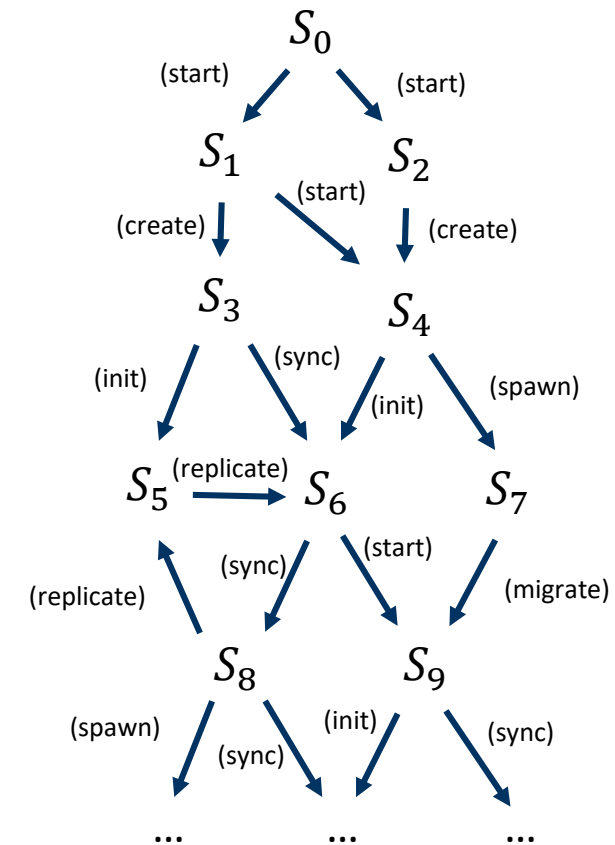 S₀
(start)
(start)
S₁
S₂
(start)
(create)
(create)
S₃
S₄
(sync)
(init)
(init)
(spawn)
(replicate)
S₅
S₆
S₇
(start)
(sync)
(replicate)
(migrate)
S₈
S₉
(spawn)
(init)
(sync)
(sync)
...
...
...